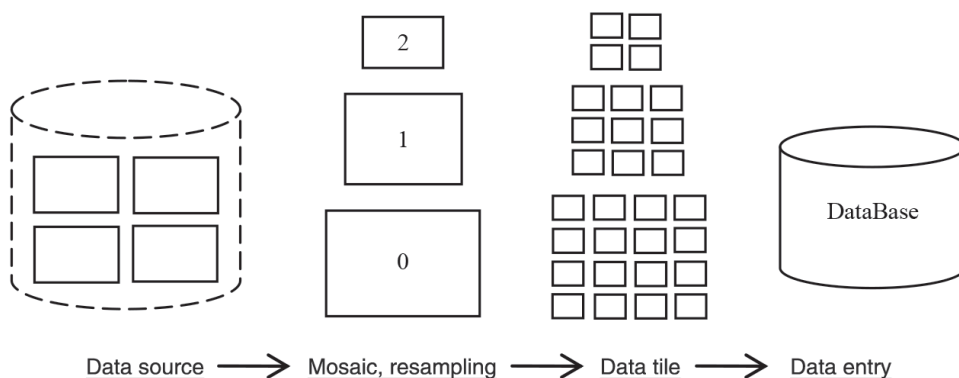 2
1
0
DataBase
Data source
Mosaic, resampling
Data tile
Data entry